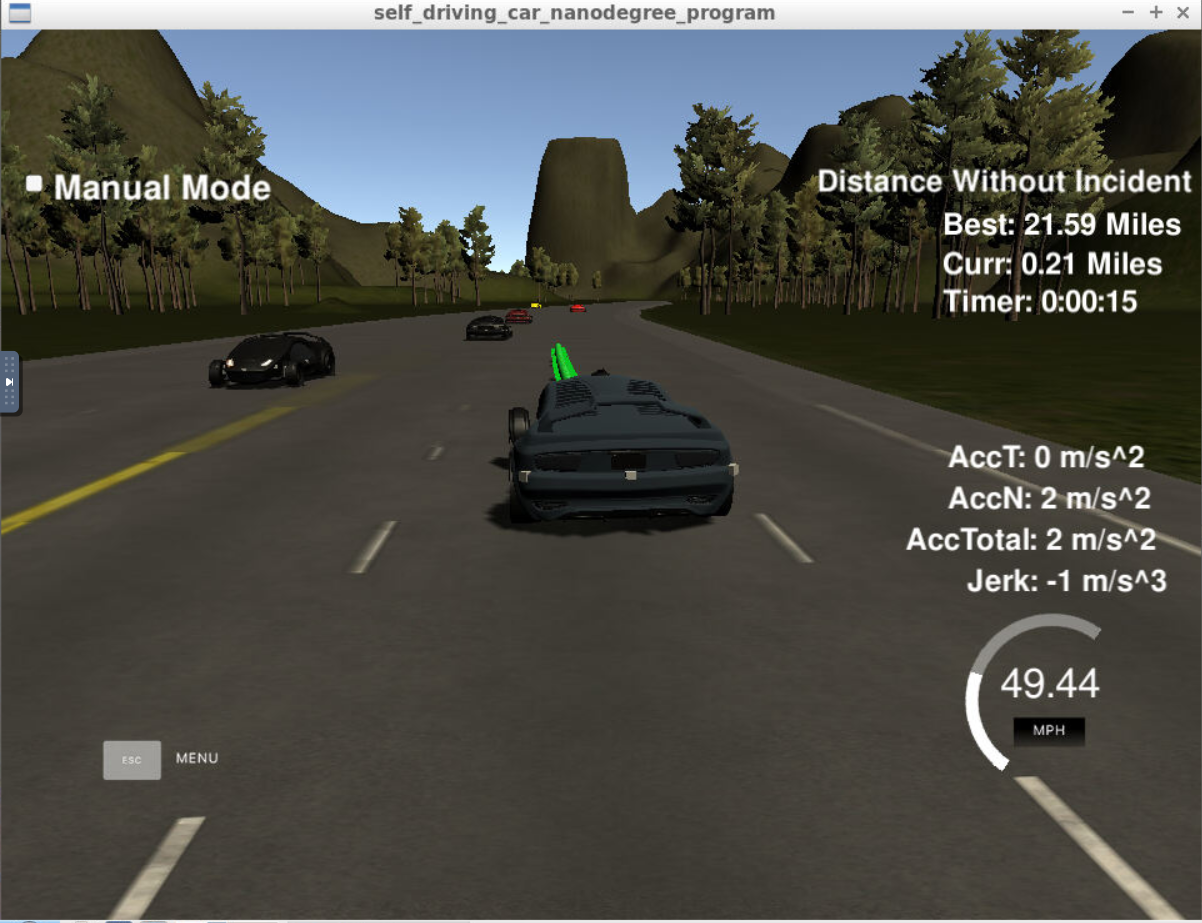 self_driving_car_nanodegree_program
Manual Mode
Distance Without Incident
Best: 21.59 Miles
Curr: 0.21 Miles
Timer: 0:00:15
AccT: 0 m/s^2
AccN: 2 m/s^2
AccTotal: 2 m/s^2
Jerk: -1 m/s^3
49.44
MPH
ESC MENU